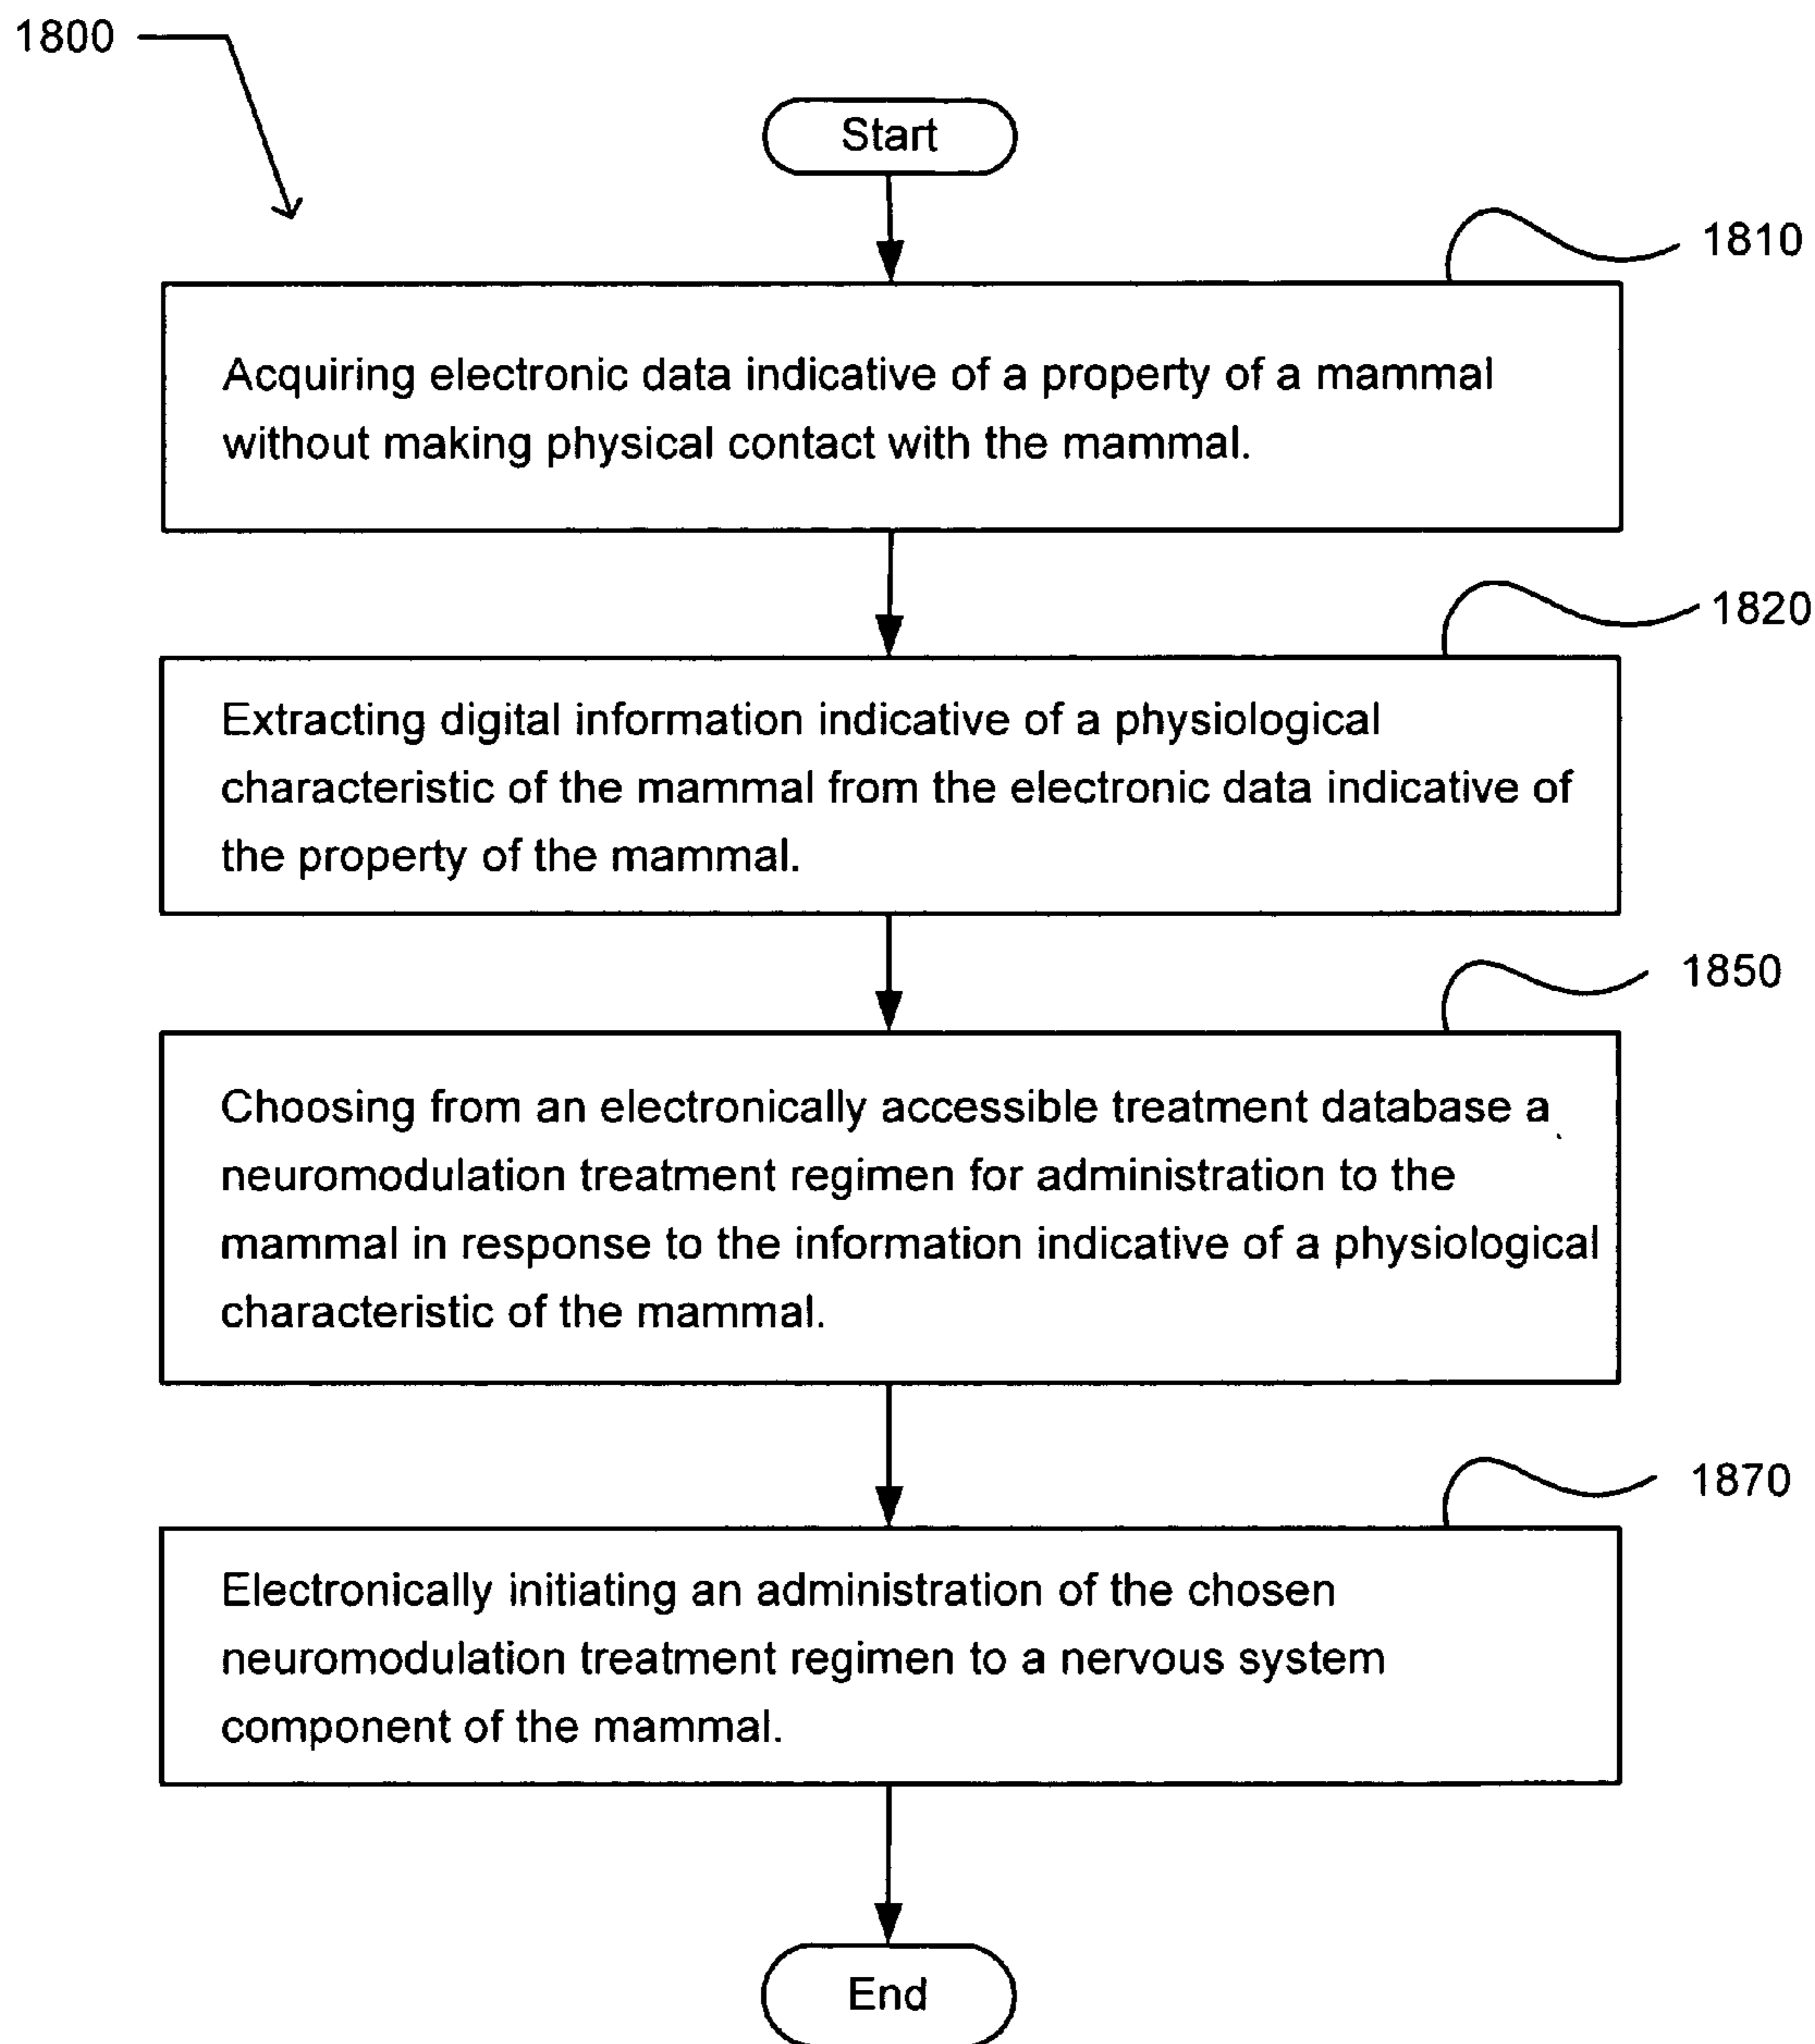 1800
Start
1810
Acquiring electronic data indicative of a property of a mammal
without making physical contact with the mammal.
1820
Extracting digital information indicative of a physiological
characteristic of the mammal from the electronic data indicative of
the property of the mammal.
1850
Choosing from an electronically accessible treatment database a
neuromodulation treatment regimen for administration to the
mammal in response to the information indicative of a physiological
characteristic of the mammal.
1870
Electronically initiating an administration of the chosen
neuromodulation treatment regimen to a nervous system
component of the mammal.
End